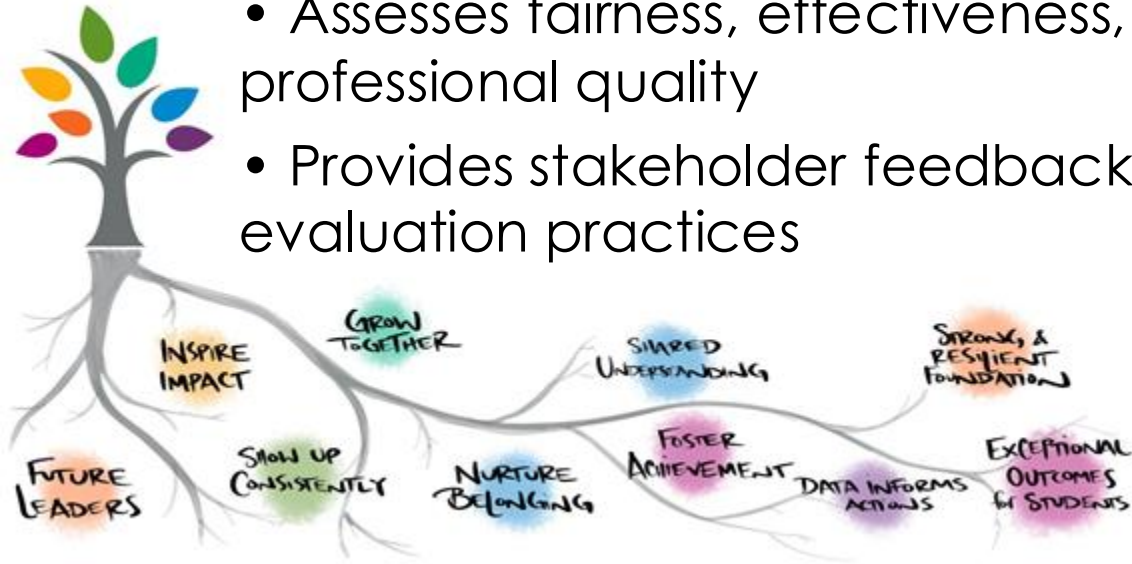 • Assesses fairness, effectiveness,
professional quality
• Provides stakeholder feedback
evaluation practices
INSPIRE
IMPACT
GROW
TOGETHER
SHARED
UNDERSTANDING
STRONG, &
RESILIENT
FOUNDATION
FUTURE
LEADERS
SHOW UP
CONSISTENTLY
NURTURE
BELONGING
FOSTER
ACHIEVEMENT
DATA INFORMS
ACTIONS
EXCEPTIONAL
OUTCOMES
for STUDENTS